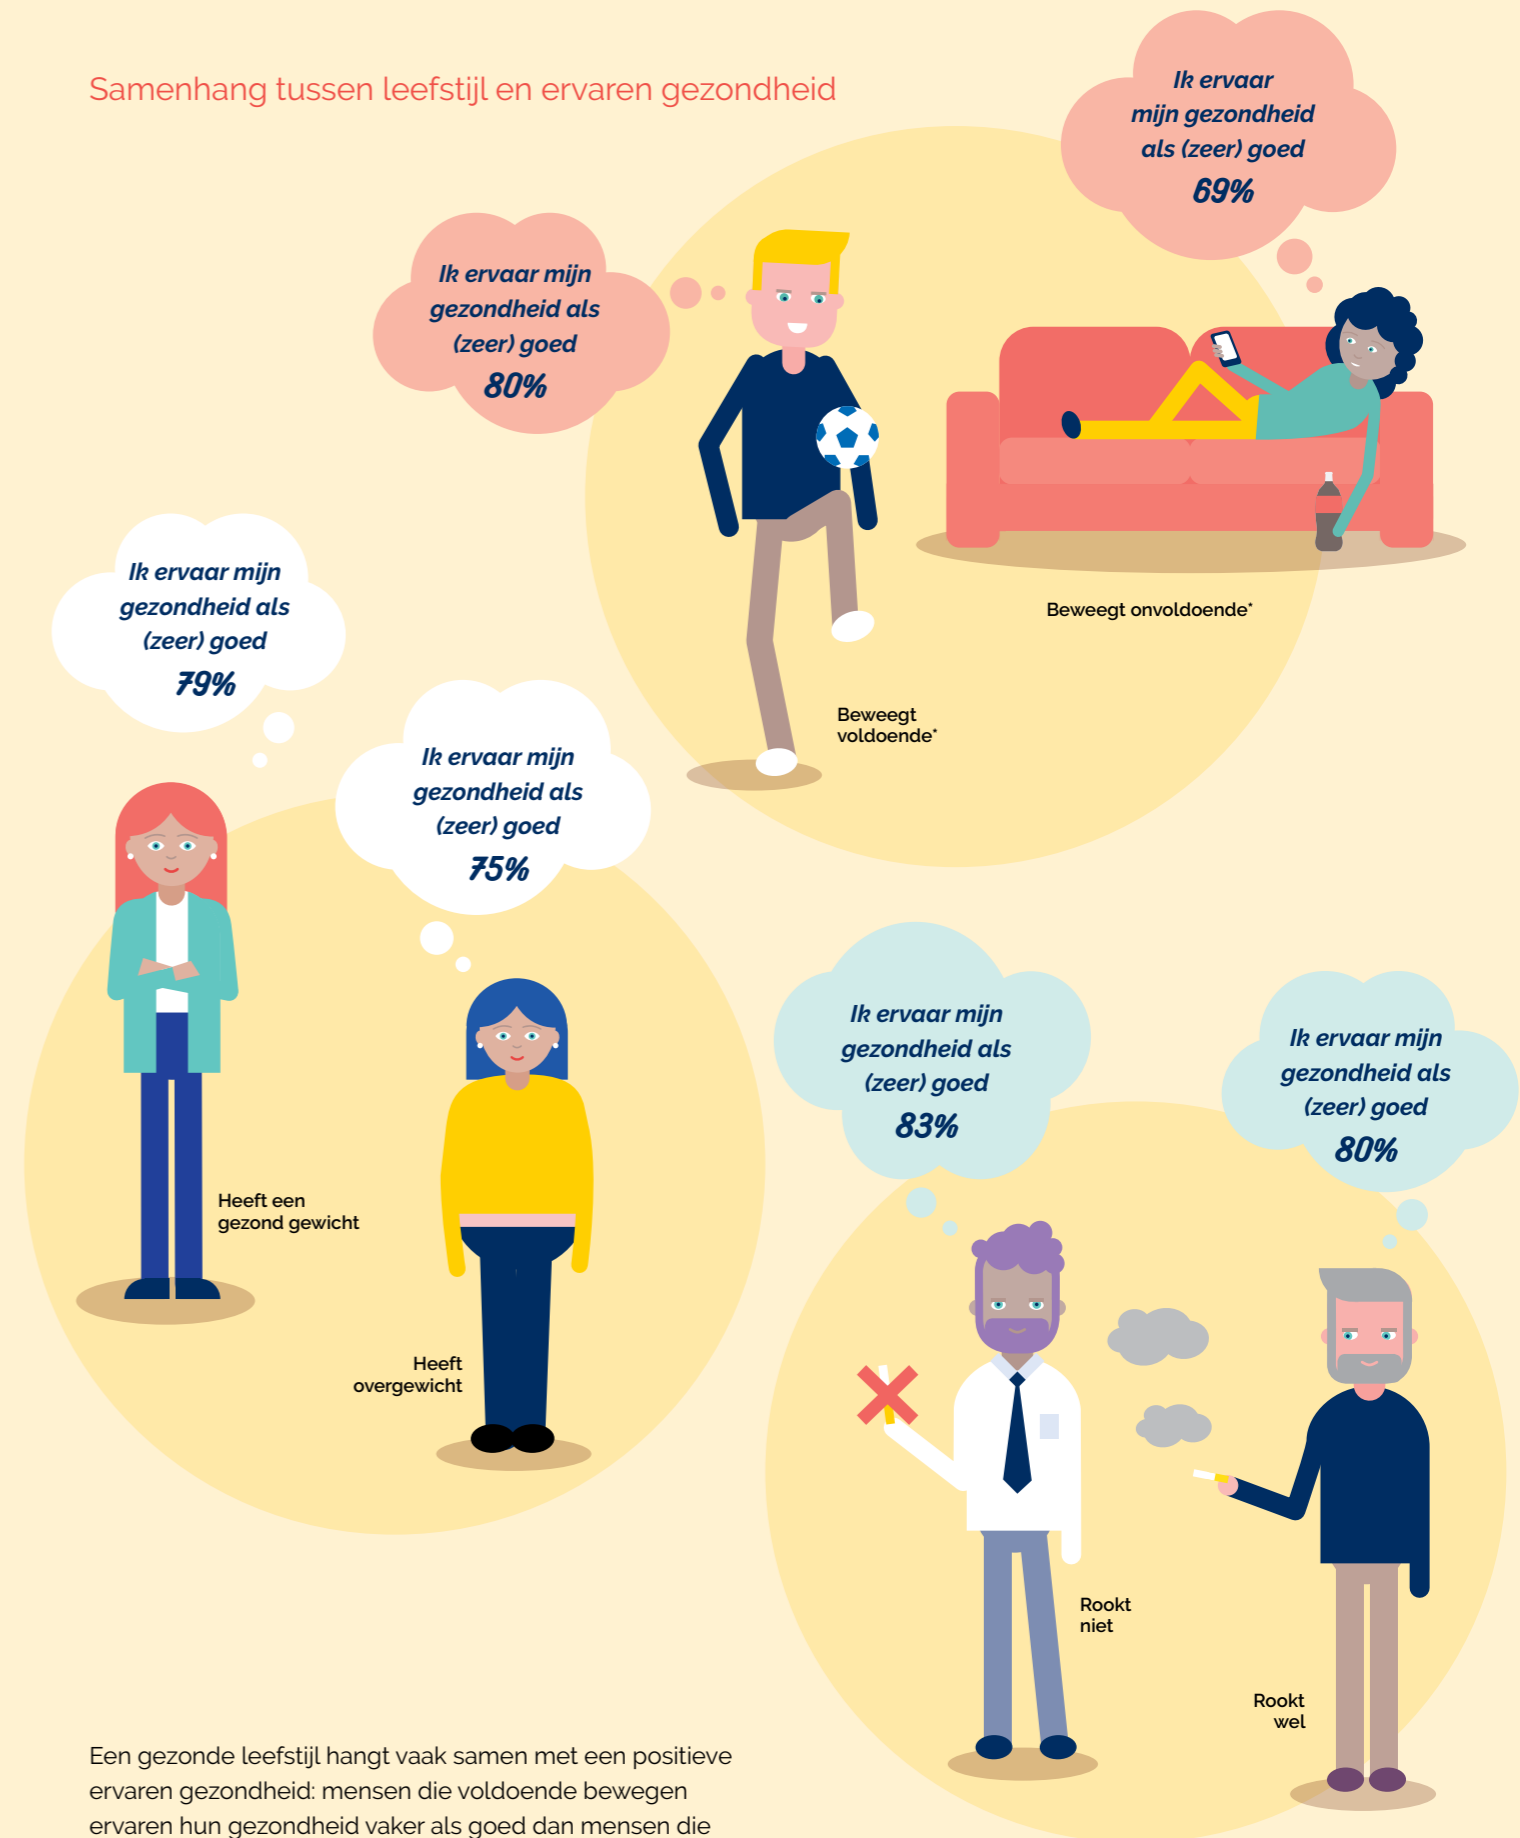 Samenhang tussen leefstijl en ervaren gezondheid
Ik ervaar
mijn gezondheid
als (zeer) goed
69%
Ik ervaar mijn
gezondheid als
(zeer) goed
80%
Beweegt onvoldoende*
Beweegt
voldoende*
Ik ervaar mijn
gezondheid als
(zeer) goed
79%
Ik ervaar mijn
gezondheid als
(zeer) goed
75%
Heeft een
gezond gewicht
Heeft
overgewicht
Ik ervaar mijn
gezondheid als
(zeer) goed
83%
Ik ervaar mijn
gezondheid als
(zeer) goed
80%
Rookt
niet
Rookt
wel
Een gezonde leefstijl hangt vaak samen met een positieve
ervaren gezondheid: mensen die voldoende bewegen
ervaren hun gezondheid vaker als goed dan mensen die